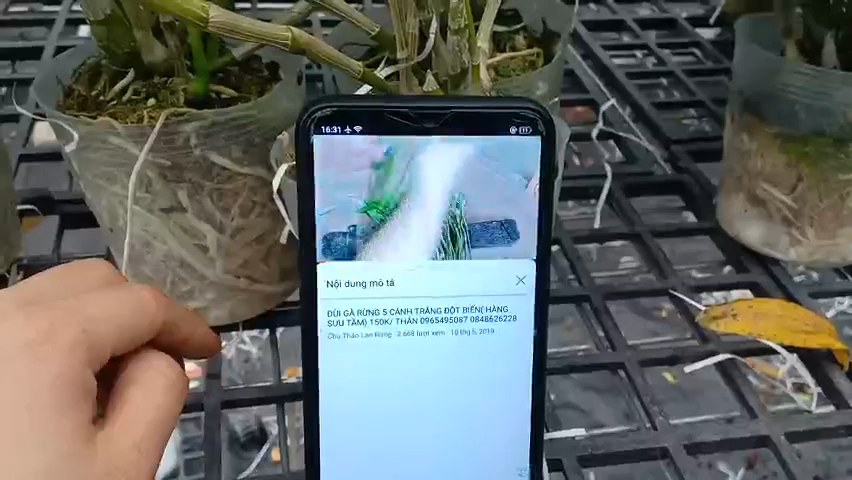 16:31
Nội dung mô tả
ĐÙI GÀ RỪNG 5 CÁNH TRẮNG ĐỘT BIẾN( HÀNG
SƯU TẦM) 150K/ THÂN 0965495087 0848626228
Chu Thảo Lan Rừng · 2.668 lượt xem · 10 thg 5, 2019